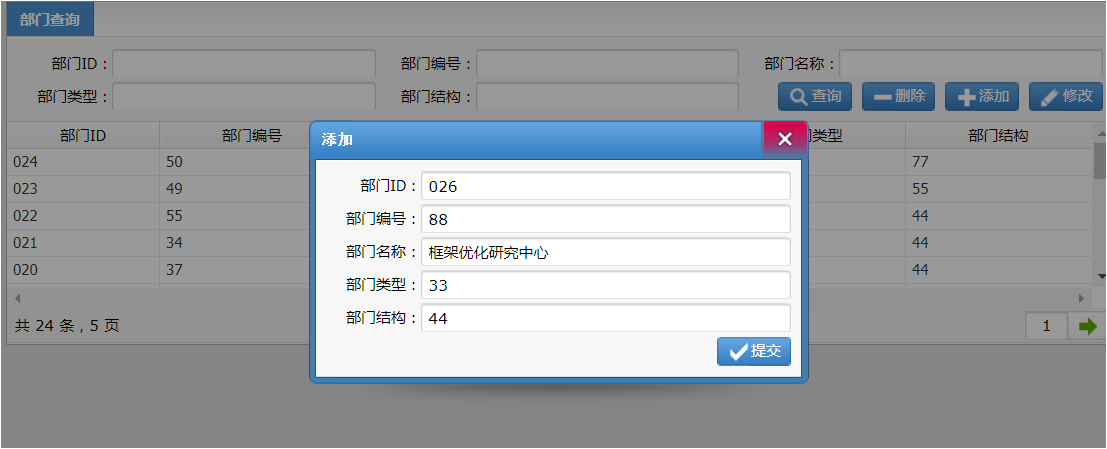 部门查询
部门ID： 部门编号： 部门名称：
部门类型： 部门结构： 查询 删除 添加 修改
部门ID 部门编号 类型 部门结构
024 50 77
023 49 55
022 55 44
021 34 44
020 37 44
共 24 条，5 页 1
添加
部门ID： 026
部门编号： 88
部门名称： 框架优化研究中心
部门类型： 33
部门结构： 44
提交